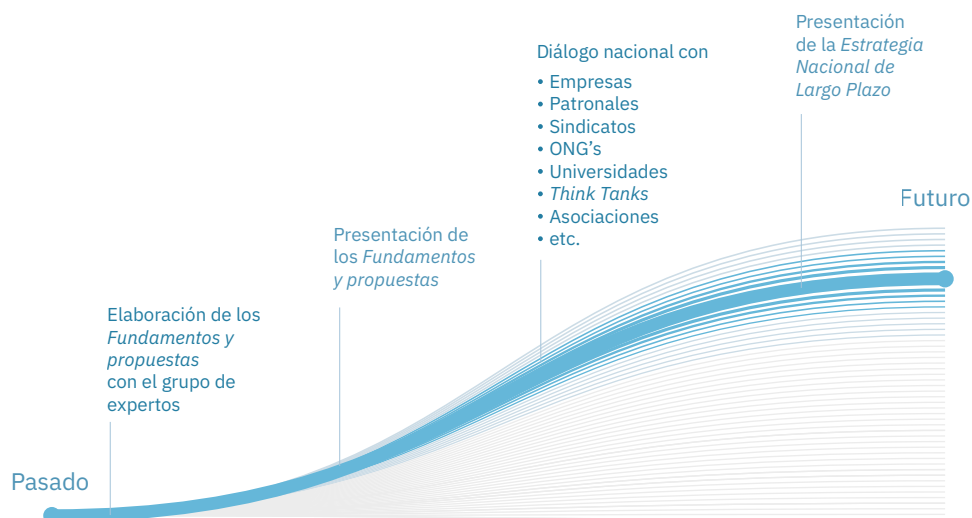 Pasado
Elaboración de los
Fundamentos y
propuestas
con el grupo de
expertos
Presentación de
los Fundamentos
y propuestas
Diálogo nacional con
• Empresas
• Patronales
• Sindicatos
• ONG’s
• Universidades
• Think Tanks
• Asociaciones
• etc.
Presentación
de la Estrategia
Nacional de
Largo Plazo
Futuro